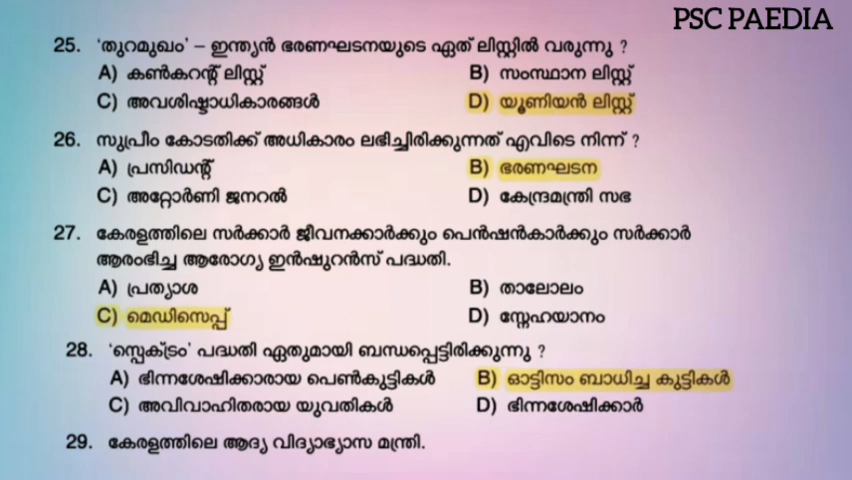 PSC PAEDIA
25. 'തുറമുഖം' – ഇന്ത്യൻ ഭരണഘടനയുടെ ഏത് ലിസ്റ്റിൽ വരുന്നു ?
A) കൺകറന്റ് ലിസ്റ്റ് B) സംസ്ഥാന ലിസ്റ്റ്
C) അവശിഷ്ടാധികാരങ്ങൾ D) യൂണിയൻ ലിസ്റ്റ്
26. സുപ്രീം കോടതിക്ക് അധികാരം ലഭിച്ചിരിക്കുന്നത് എവിടെ നിന്ന് ?
A) പ്രസിഡന്റ് B) ഭരണഘടന
C) അറ്റോർണി ജനറൽ D) കേന്ദ്രമന്ത്രി സഭ
27. കേരളത്തിലെ സർക്കാർ ജീവനക്കാർക്കും പെൻഷൻകാർക്കും സർക്കാർ
ആരംഭിച്ച ആരോഗ്യ ഇൻഷുറൻസ് പദ്ധതി.
A) പ്രത്യാശ B) താലോലം
C) മെഡിസെപ്പ് D) സ്നേഹയാനം
28. 'സ്പെക്ട്രം' പദ്ധതി ഏതുമായി ബന്ധപ്പെട്ടിരിക്കുന്നു ?
A) ഭിന്നശേഷിക്കാരായ പെൺകുട്ടികൾ B) ഓട്ടിസം ബാധിച്ച കുട്ടികൾ
C) അവിവാഹിതരായ യുവതികൾ D) ഭിന്നശേഷിക്കാർ
29. കേരളത്തിലെ ആദ്യ വിദ്യാഭ്യാസ മന്ത്രി.